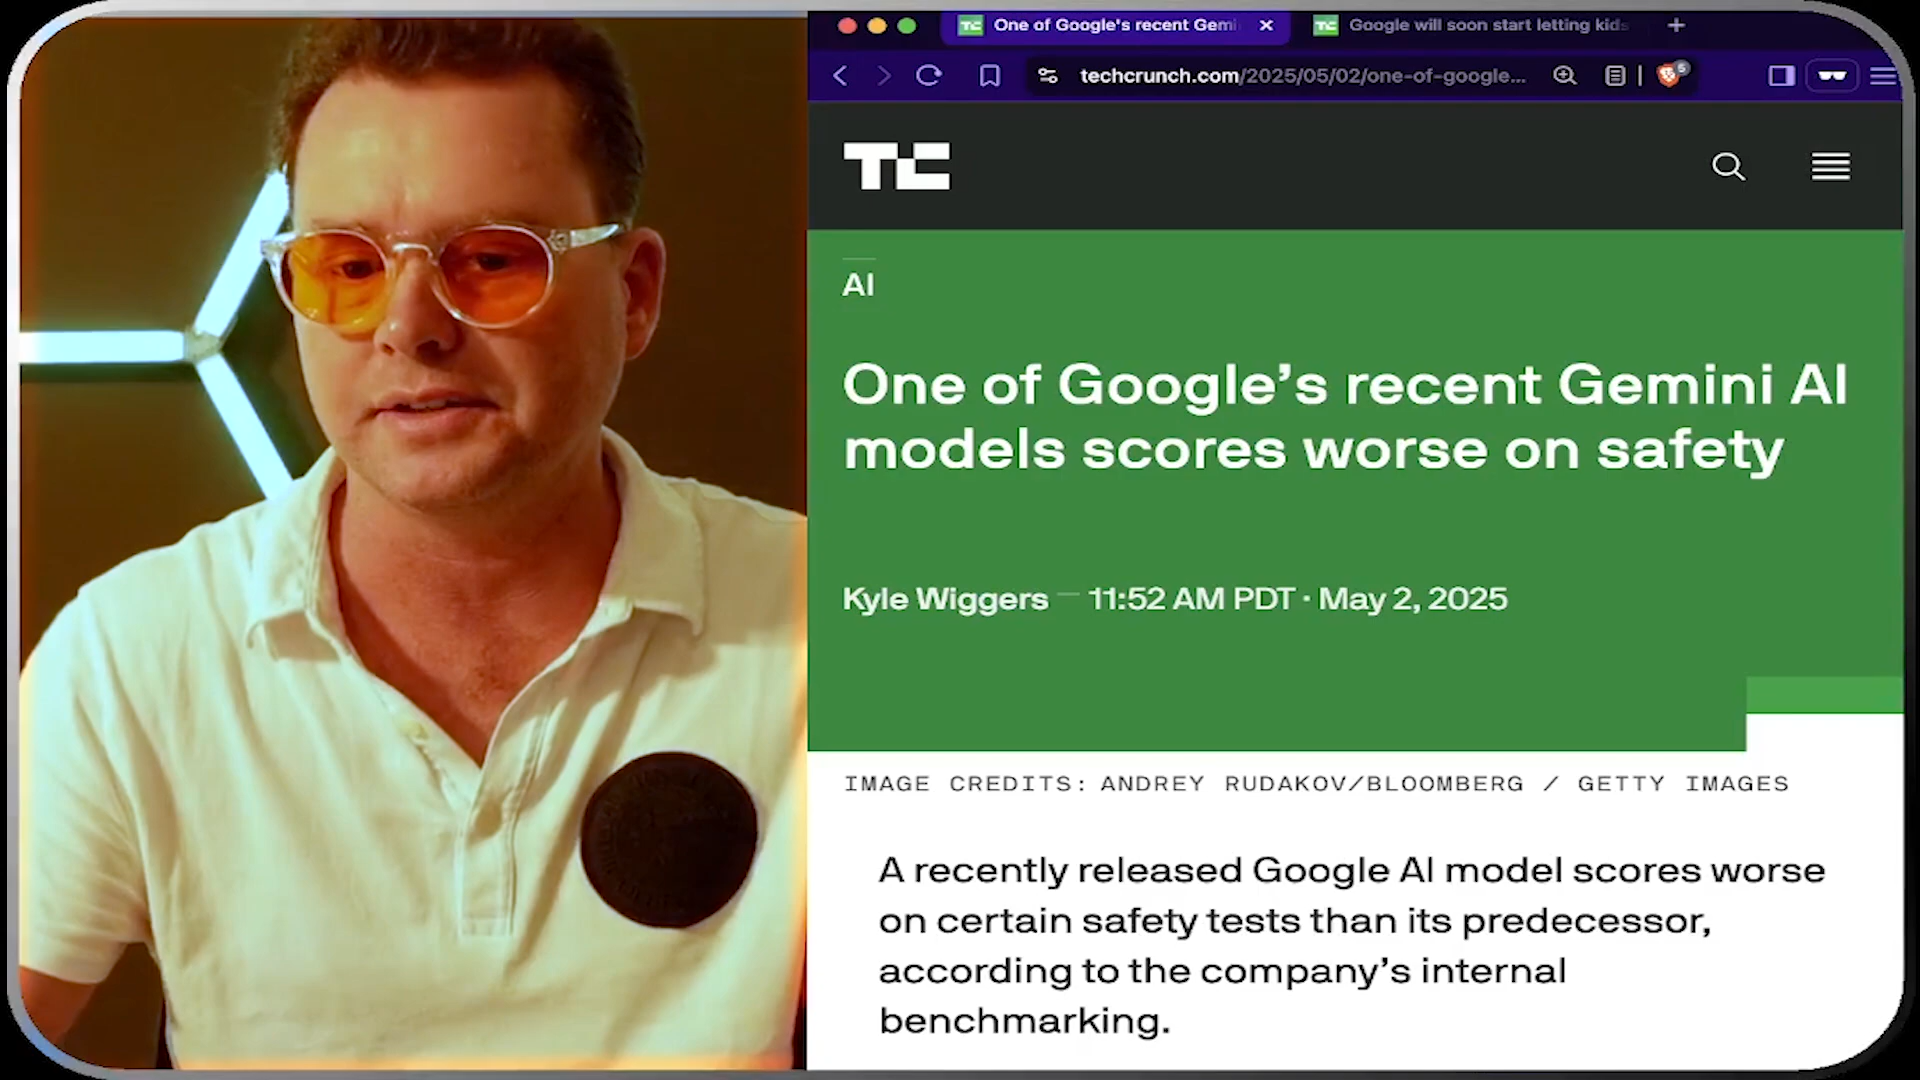 One of Google's recent Gemi
Google will soon start letting kids
techcrunch.com/2025/05/02/one-of-google...
5
TC
AI
One of Google’s recent Gemini AI
models scores worse on safety
Kyle Wiggers — 11:52 AM PDT · May 2, 2025
IMAGE CREDITS: ANDREY RUDAKOV/BLOOMBERG / GETTY IMAGES
A recently released Google AI model scores worse
on certain safety tests than its predecessor,
according to the company’s internal
benchmarking.